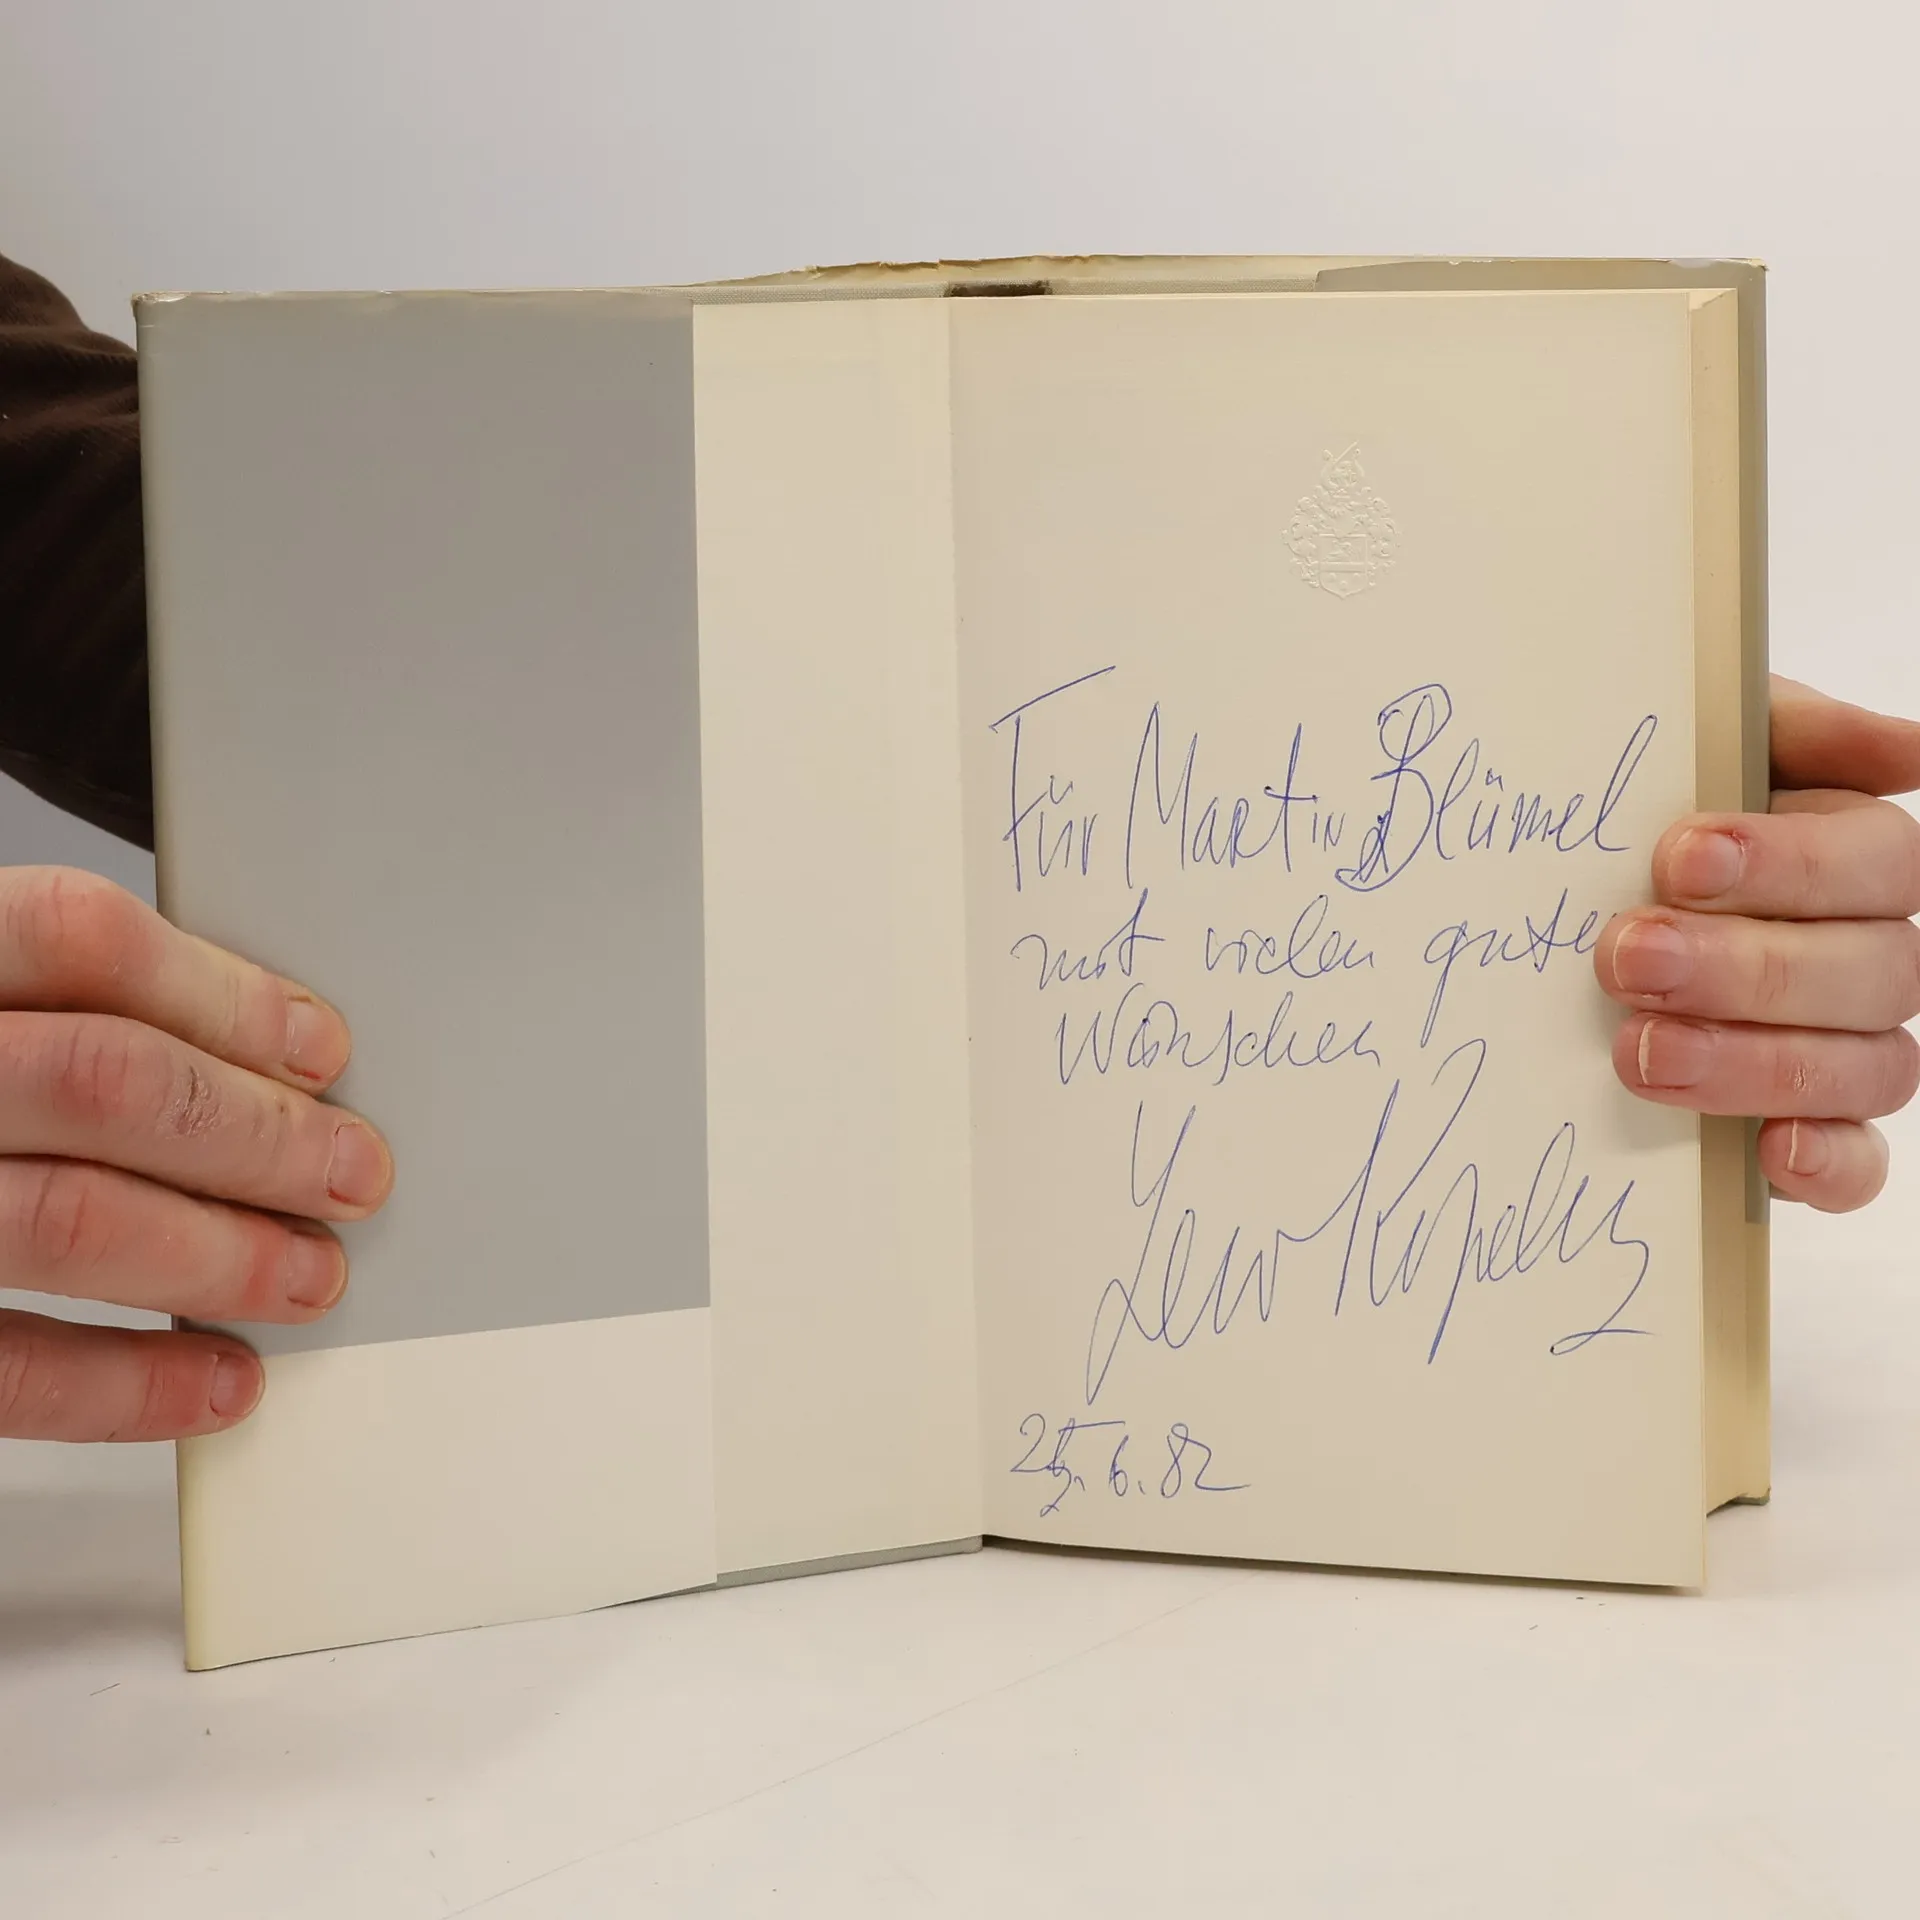 Für Martin Blümel
mit vielen guten
Wünschen
Lew Kopelew
25.6.82